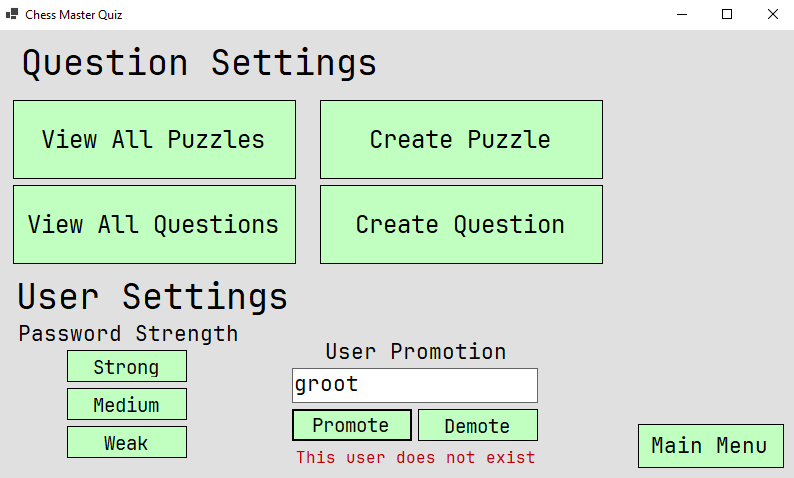 Chess Master Quiz
Question Settings
View All Puzzles
Create Puzzle
View All Questions
Create Question
User Settings
Password Strength
Strong
Medium
Weak
User Promotion
groot
Promote
Demote
This user does not exist
Main Menu